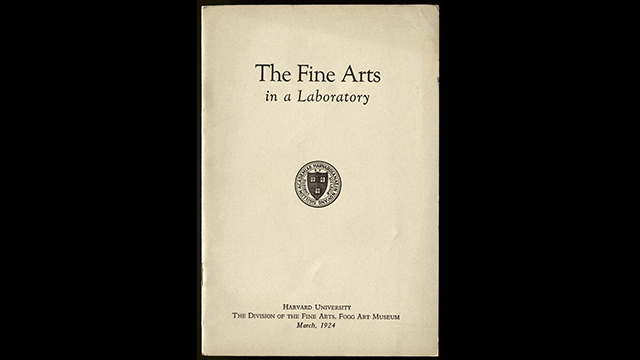 The Fine Arts
in a Laboratory
Harvard University
The Division of the Fine Arts, Fogg Art Museum
March, 1924